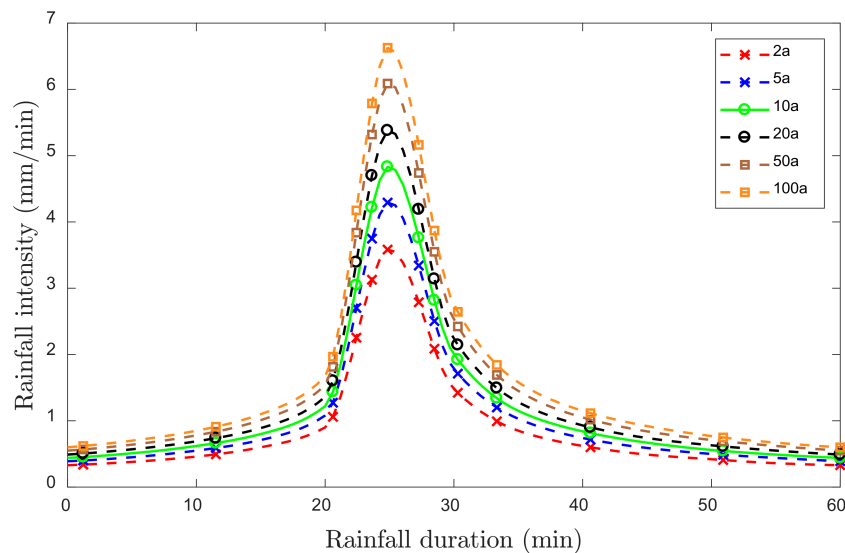 7
6
5
4
3
2
1
0
Rainfall intensity (mm/min)
2a
5a
10a
20a
50a
100a
0 10 20 30 40 50 60
Rainfall duration (min)